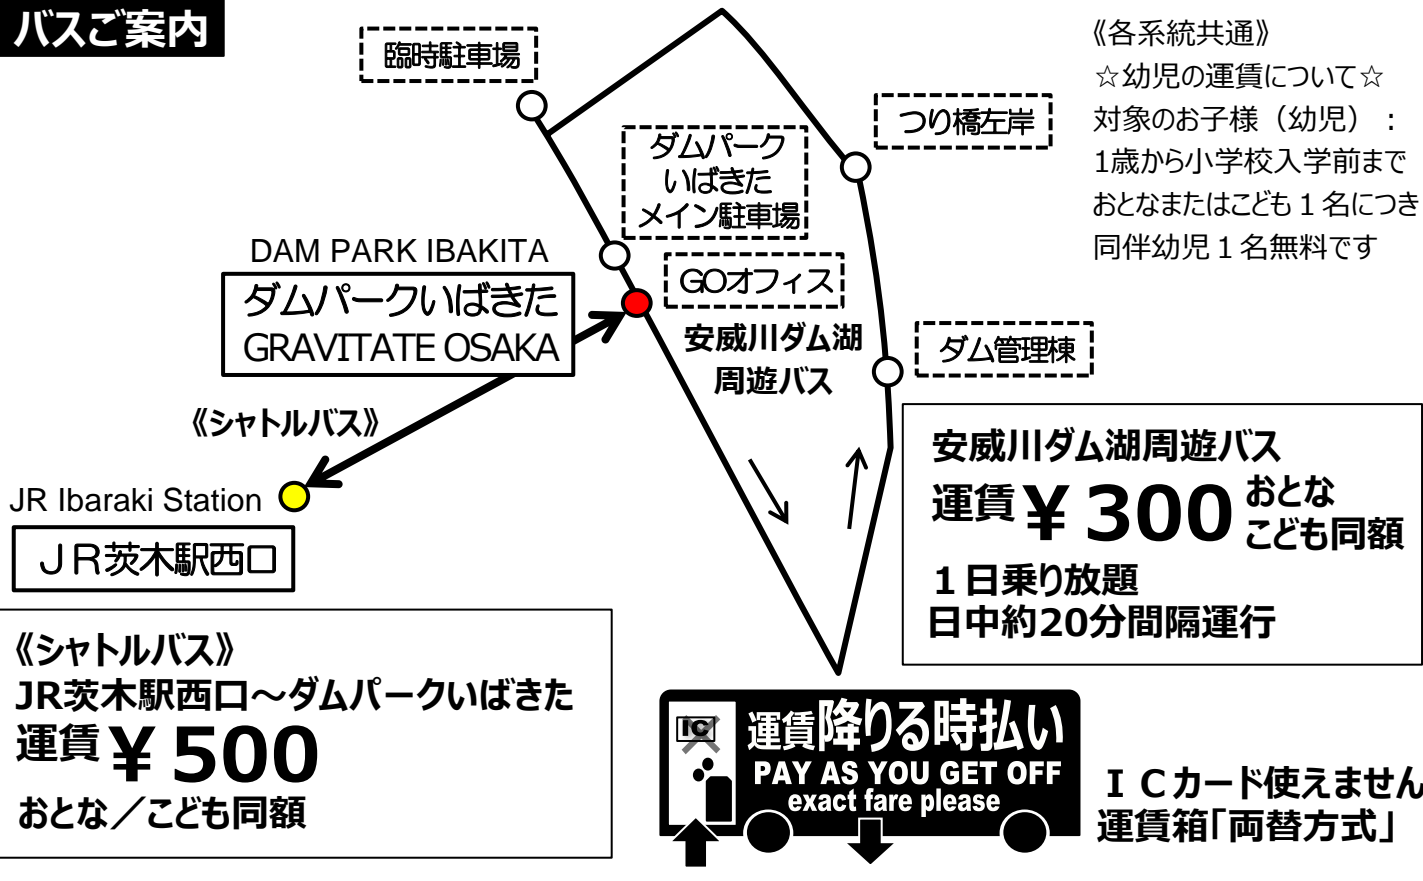 バスご案内
臨時駐車場
つり橋左岸
ダムパーク
いばきた
メイン駐車場
DAM PARK IBAKITA
ダムパークいばきた
GRAVITATE OSAKA
GOオフィス
安威川ダム湖
周遊バス
ダム管理棟
《シャトルバス》
JR Ibaraki Station
ＪＲ茨木駅西口
《各系統共通》
☆幼児の運賃について☆
対象のお子様（幼児）：
1歳から小学校入学前まで
おとなまたはこども１名につき
同伴幼児１名無料です
安威川ダム湖周遊バス
運賃￥300 おとな
こども同額
１日乗り放題
日中約20分間隔運行
《シャトルバス》
JR茨木駅西口～ダムパークいばきた
運賃￥500
おとな／こども同額
IC
運賃降りる時払い
PAY AS YOU GET OFF
exact fare please
ＩＣカード使えません
運賃箱「両替方式」